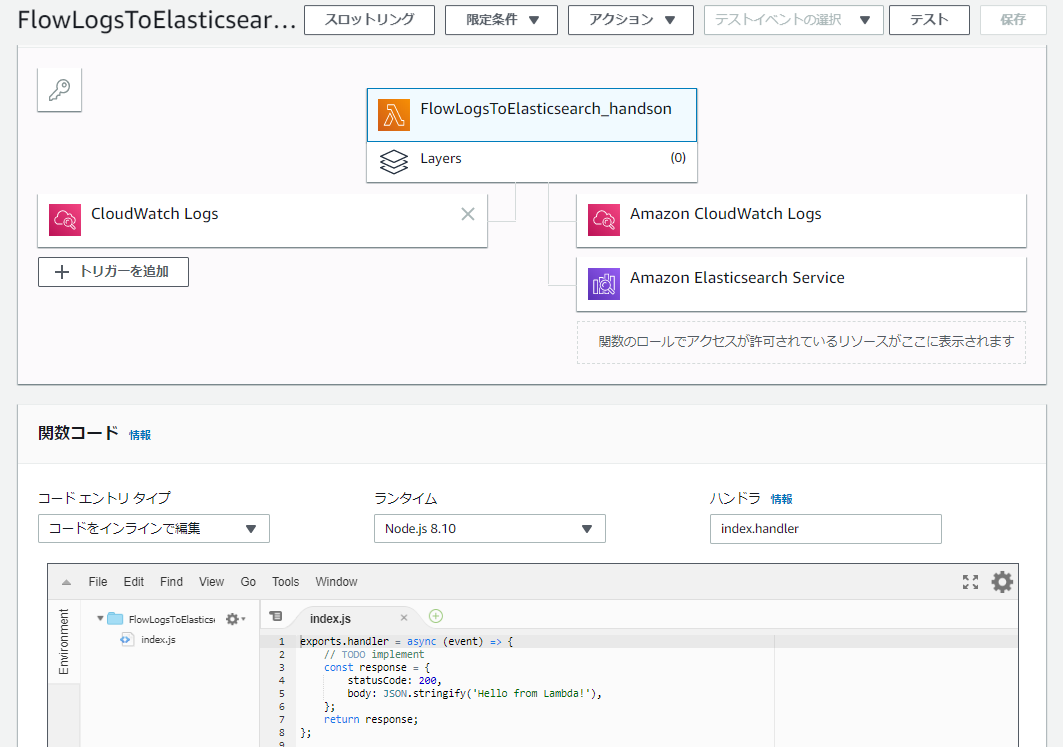 FlowLogsToElasticsear... スロットリング 限定条件 アクション テストイベントの選択 テスト 保存
FlowLogsToElasticsearch_handson
Layers (0)
CloudWatch Logs
Amazon CloudWatch Logs
トリガーを追加
Amazon Elasticsearch Service
関数のロールでアクセスが許可されているリソースがここに表示されます
関数コード 情報
コード エントリ タイプ ランタイム ハンドラ 情報
コードをインラインで編集 Node.js 8.10 index.handler
File Edit Find View Go Tools Window
Environment
FlowLogsToElasticse
index.js
index.js
1 exports.handler = async (event) => {
2 // TODO implement
3 const response = {
4 statusCode: 200,
5 body: JSON.stringify('Hello from Lambda!'),
6 };
7 return response;
8 };
9